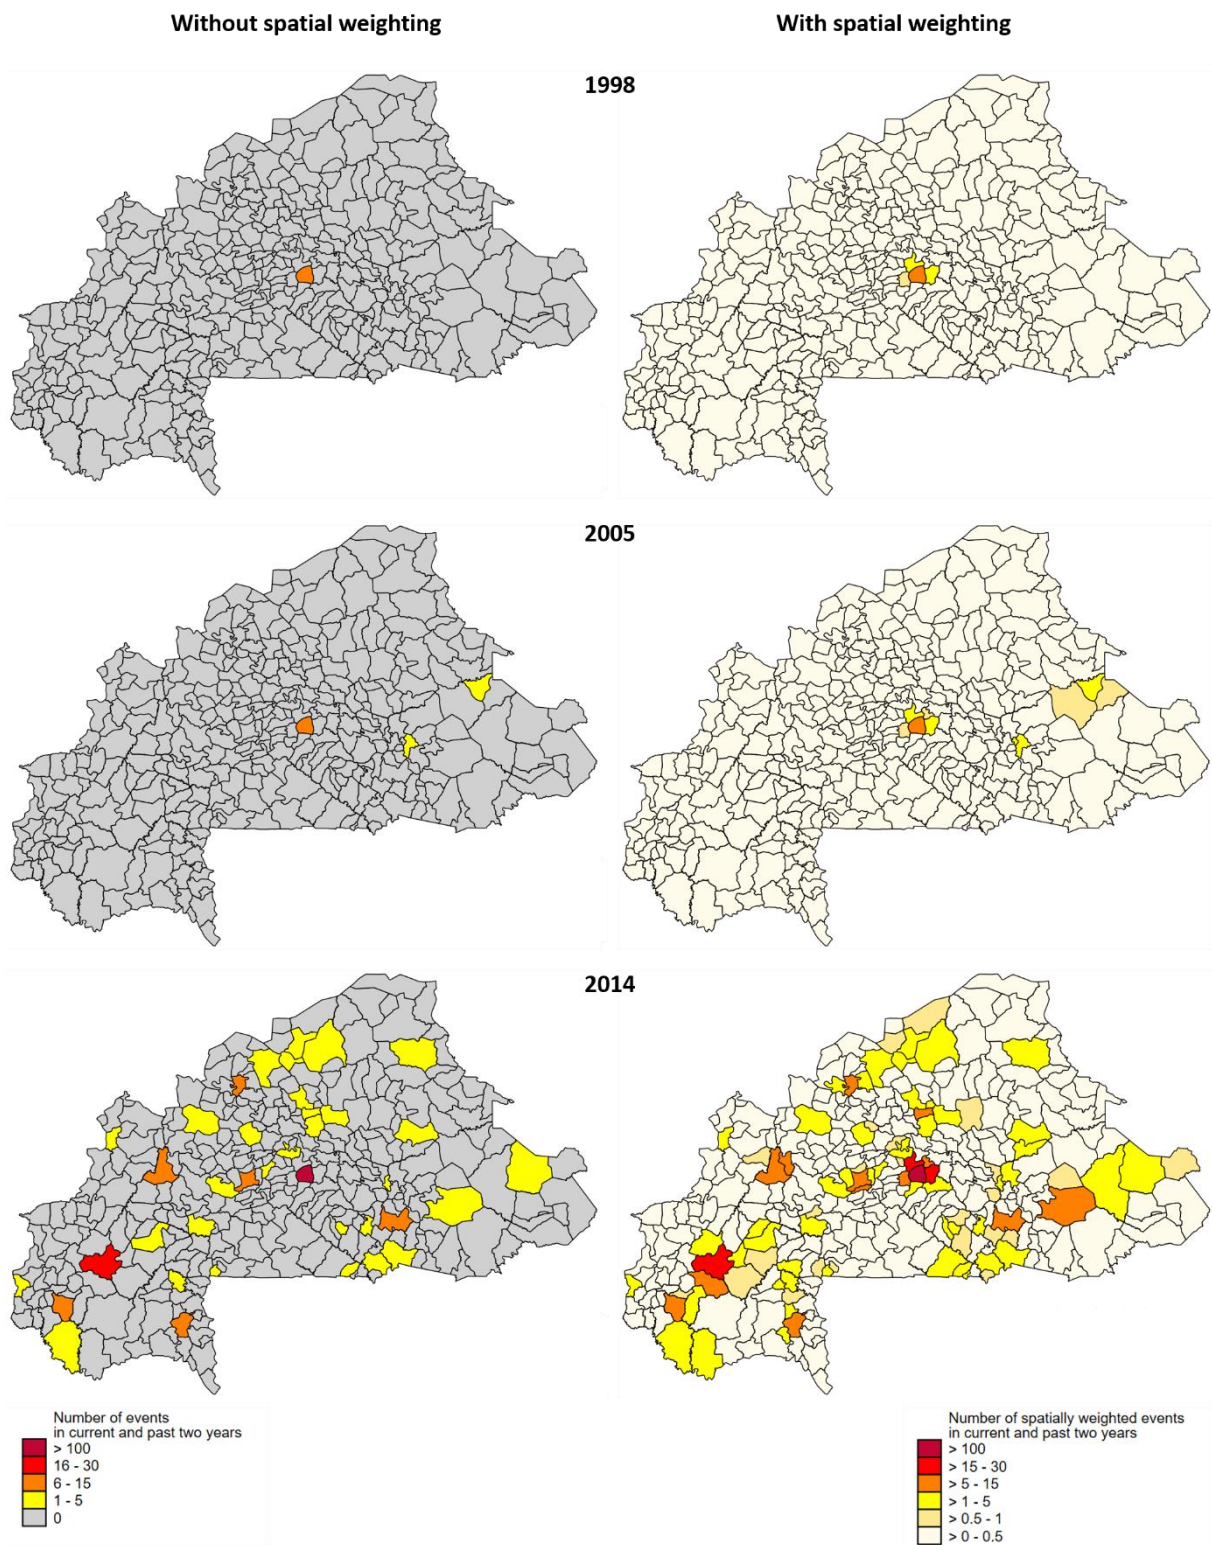 Without spatial weighting
With spatial weighting
1998
2005
2014
Number of events
in current and past two years
> 100
16 - 30
6 - 15
1 - 5
0
Number of spatially weighted events
in current and past two years
> 100
> 15 - 30
> 5 - 15
> 1 - 5
> 0.5 - 1
> 0 - 0.5